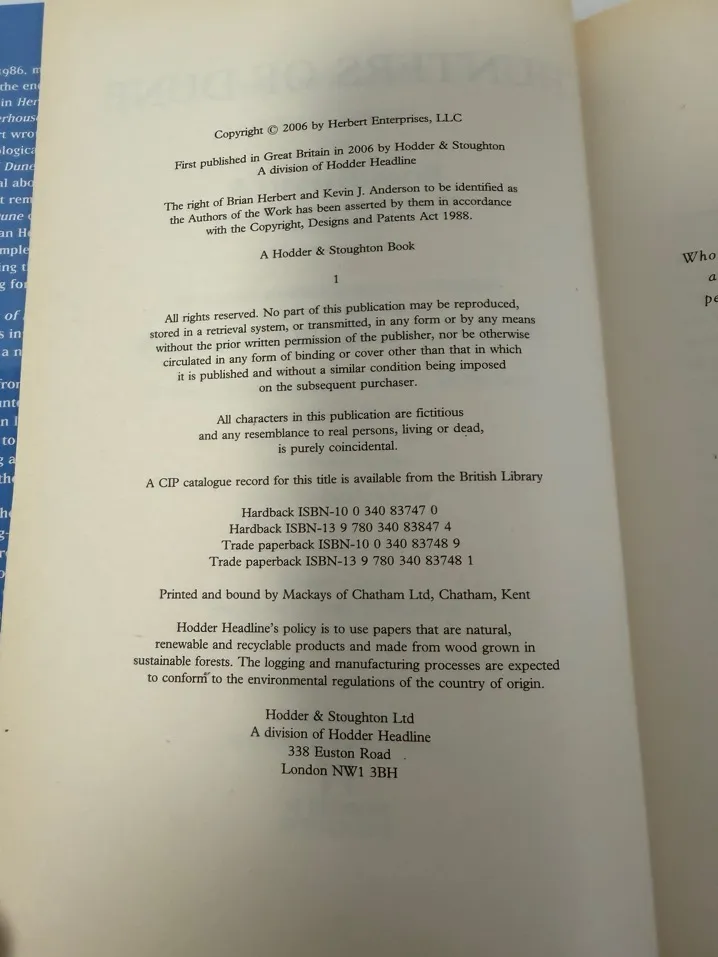 Copyright © 2006 by Herbert Enterprises, LLC
First published in Great Britain in 2006 by Hodder & Stoughton
A division of Hodder Headline
The right of Brian Herbert and Kevin J. Anderson to be identified as
the Authors of the Work has been asserted by them in accordance
with the Copyright, Designs and Patents Act 1988.
A Hodder & Stoughton Book
1
All rights reserved. No part of this publication may be reproduced,
stored in a retrieval system, or transmitted, in any form or by any means
without the prior written permission of the publisher, nor be otherwise
circulated in any form of binding or cover other than that in which
it is published and without a similar condition being imposed
on the subsequent purchaser.
All characters in this publication are fictitious
and any resemblance to real persons, living or dead,
is purely coincidental.
A CIP catalogue record for this title is available from the British Library
Hardback ISBN-10 0 340 83747 0
Hardback ISBN-13 9 780 340 83847 4
Trade paperback ISBN-10 0 340 83748 9
Trade paperback ISBN-13 9 780 340 83748 1
Printed and bound by Mackays of Chatham Ltd, Chatham, Kent
Hodder Headline's policy is to use papers that are natural,
renewable and recyclable products and made from wood grown in
sustainable forests. The logging and manufacturing processes are expected
to conform to the environmental regulations of the country of origin.
Hodder & Stoughton Ltd
A division of Hodder Headline
338 Euston Road
London NW1 3BH
Who
a
pe